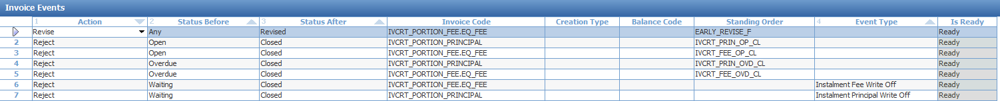 Invoice Events
1 Action 2 Status Before 3 Status After Invoice Code Creation Type Balance Code Standing Order 4 Event Type Is Ready
Revise Any Revised IVCRT_PORTION_FEE.EQ_FEE EARLY_REVISE_F Ready
2 Reject Open Closed IVCRT_PORTION_PRINCIPAL IVCRT_PRIN_OP_CL Ready
3 Reject Open Closed IVCRT_PORTION_FEE.EQ_FEE IVCRT_FEE_OP_CL Ready
4 Reject Overdue Closed IVCRT_PORTION_PRINCIPAL IVCRT_PRIN_OVD_CL Ready
5 Reject Overdue Closed IVCRT_PORTION_FEE.EQ_FEE IVCRT_FEE_OVD_CL Ready
6 Reject Waiting Closed IVCRT_PORTION_FEE.EQ_FEE Instalment Fee Write Off Ready
7 Reject Waiting Closed IVCRT_PORTION_PRINCIPAL Instalment Principal Write Off Ready